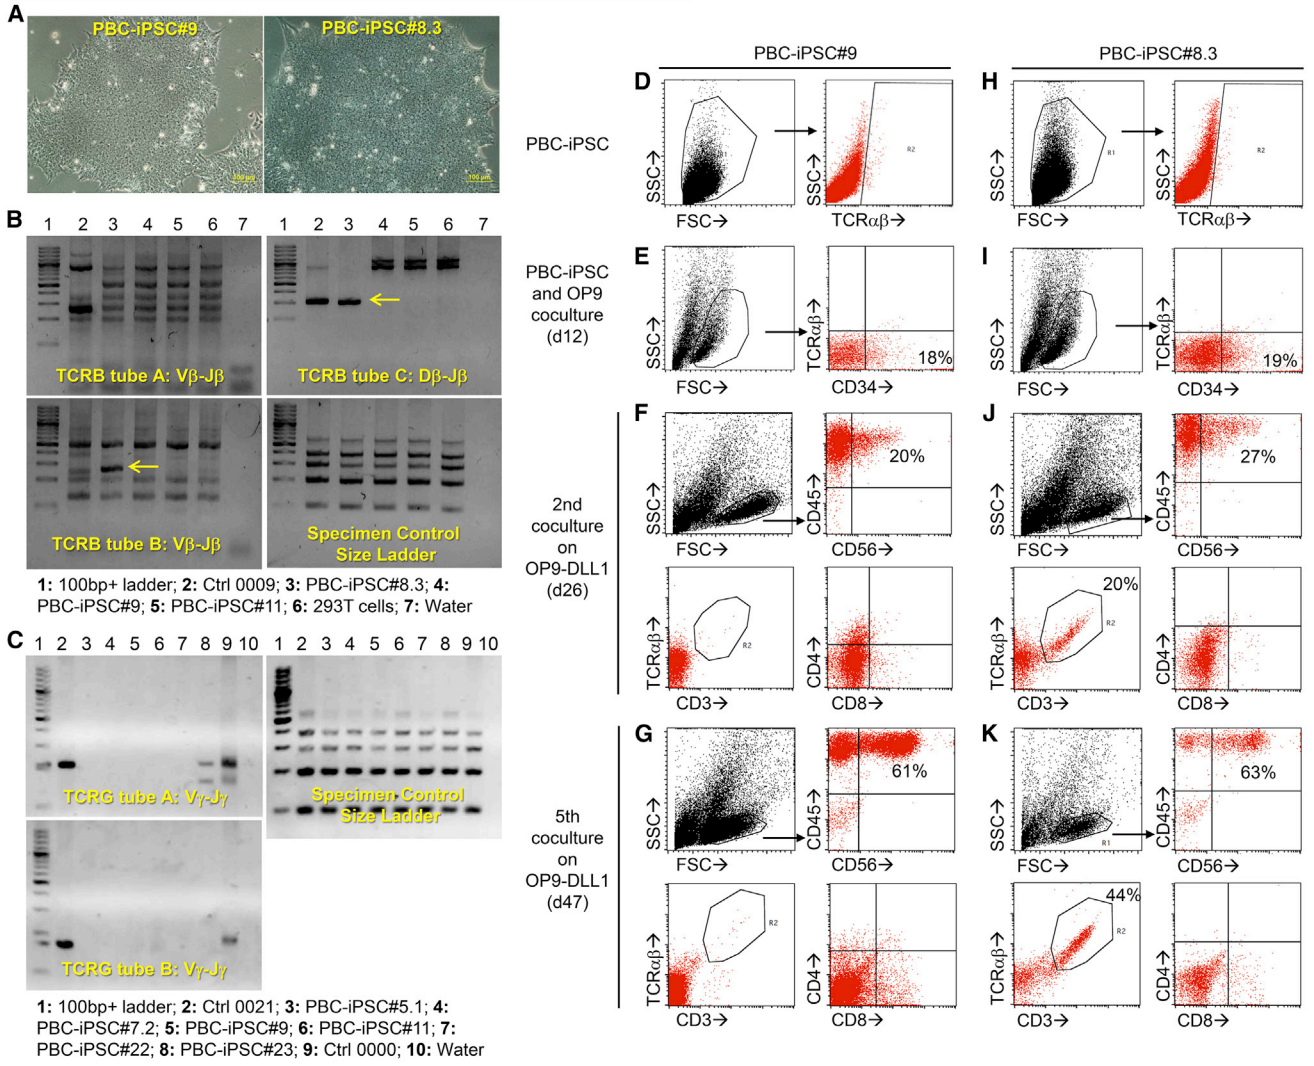 A
PBC-iPSC#9
PBC-iPSC#8.3
100 μm
100 μm
B
1 2 3 4 5 6 7
1 2 3 4 5 6 7
TCRB tube A: Vβ-Jβ
TCRB tube C: Dβ-Jβ
TCRB tube B: Vβ-Jβ
Specimen Control
Size Ladder
1: 100bp+ ladder; 2: Ctrl 0009; 3: PBC-iPSC#8.3; 4:
PBC-iPSC#9; 5: PBC-iPSC#11; 6: 293T cells; 7: Water
C
1 2 3 4 5 6 7 8 9 10
1 2 3 4 5 6 7 8 9 10
TCRG tube A: Vγ-Jγ
Specimen Control
Size Ladder
TCRG tube B: Vγ-Jγ
1: 100bp+ ladder; 2: Ctrl 0021; 3: PBC-iPSC#5.1; 4:
PBC-iPSC#7.2; 5: PBC-iPSC#9; 6: PBC-iPSC#11; 7:
PBC-iPSC#22; 8: PBC-iPSC#23; 9: Ctrl 0000; 10: Water
PBC-iPSC#9
PBC-iPSC#8.3
PBC-iPSC
D
SSC→
FSC→
SSC→
R2
TCRαβ→
H
SSC→
R1
FSC→
SSC→
R2
TCRαβ→
PBC-iPSC
and OP9
coculture
(d12)
E
SSC→
FSC→
TCRαβ→
18%
CD34→
I
SSC→
FSC→
TCRαβ→
19%
CD34→
2nd
coculture
on
OP9-DLL1
(d26)
F
SSC→
FSC→
CD45→
20%
CD56→
TCRαβ→
R2
CD3→
CD4→
CD8→
J
SSC→
FSC→
CD45→
27%
CD56→
20%
TCRαβ→
R2
CD3→
CD4→
CD8→
5th
coculture
on
OP9-DLL1
(d47)
G
SSC→
FSC→
CD45→
61%
CD56→
TCRαβ→
R2
CD3→
CD4→
CD8→
K
SSC→
R1
FSC→
CD45→
63%
CD56→
44%
TCRαβ→
R2
CD3→
CD4→
CD8→